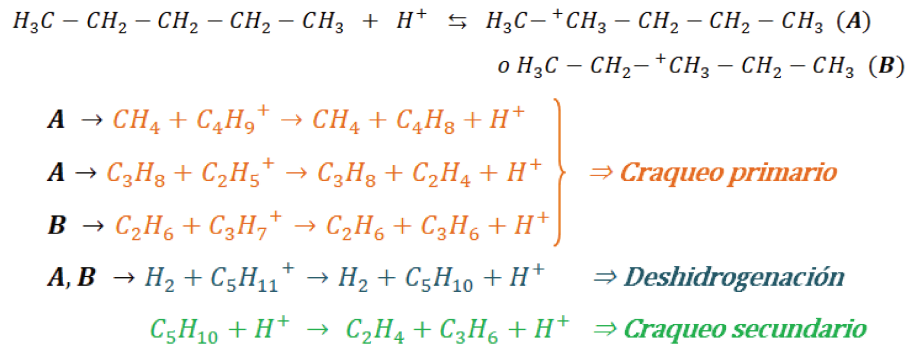 H₃C − CH₂ − CH₂ − CH₂ − CH₃ + H⁺ ⇆ H₃C − ⁺CH₃ − CH₂ − CH₂ − CH₃ (A)
o H₃C − CH₂− ⁺CH₃ − CH₂ − CH₃ (B)
A → CH₄ + C₄H₉⁺ → CH₄ + C₄H₈ + H⁺
A → C₃H₈ + C₂H₅⁺ → C₃H₈ + C₂H₄ + H⁺ ⇒ Craqueo primario
B → C₂H₆ + C₃H₇⁺ → C₂H₆ + C₃H₆ + H⁺
A, B → H₂ + C₅H₁₁⁺ → H₂ + C₅H₁₀ + H⁺ ⇒ Deshidrogenación
C₅H₁₀ + H⁺ → C₂H₄ + C₃H₆ + H⁺ ⇒ Craqueo secundario